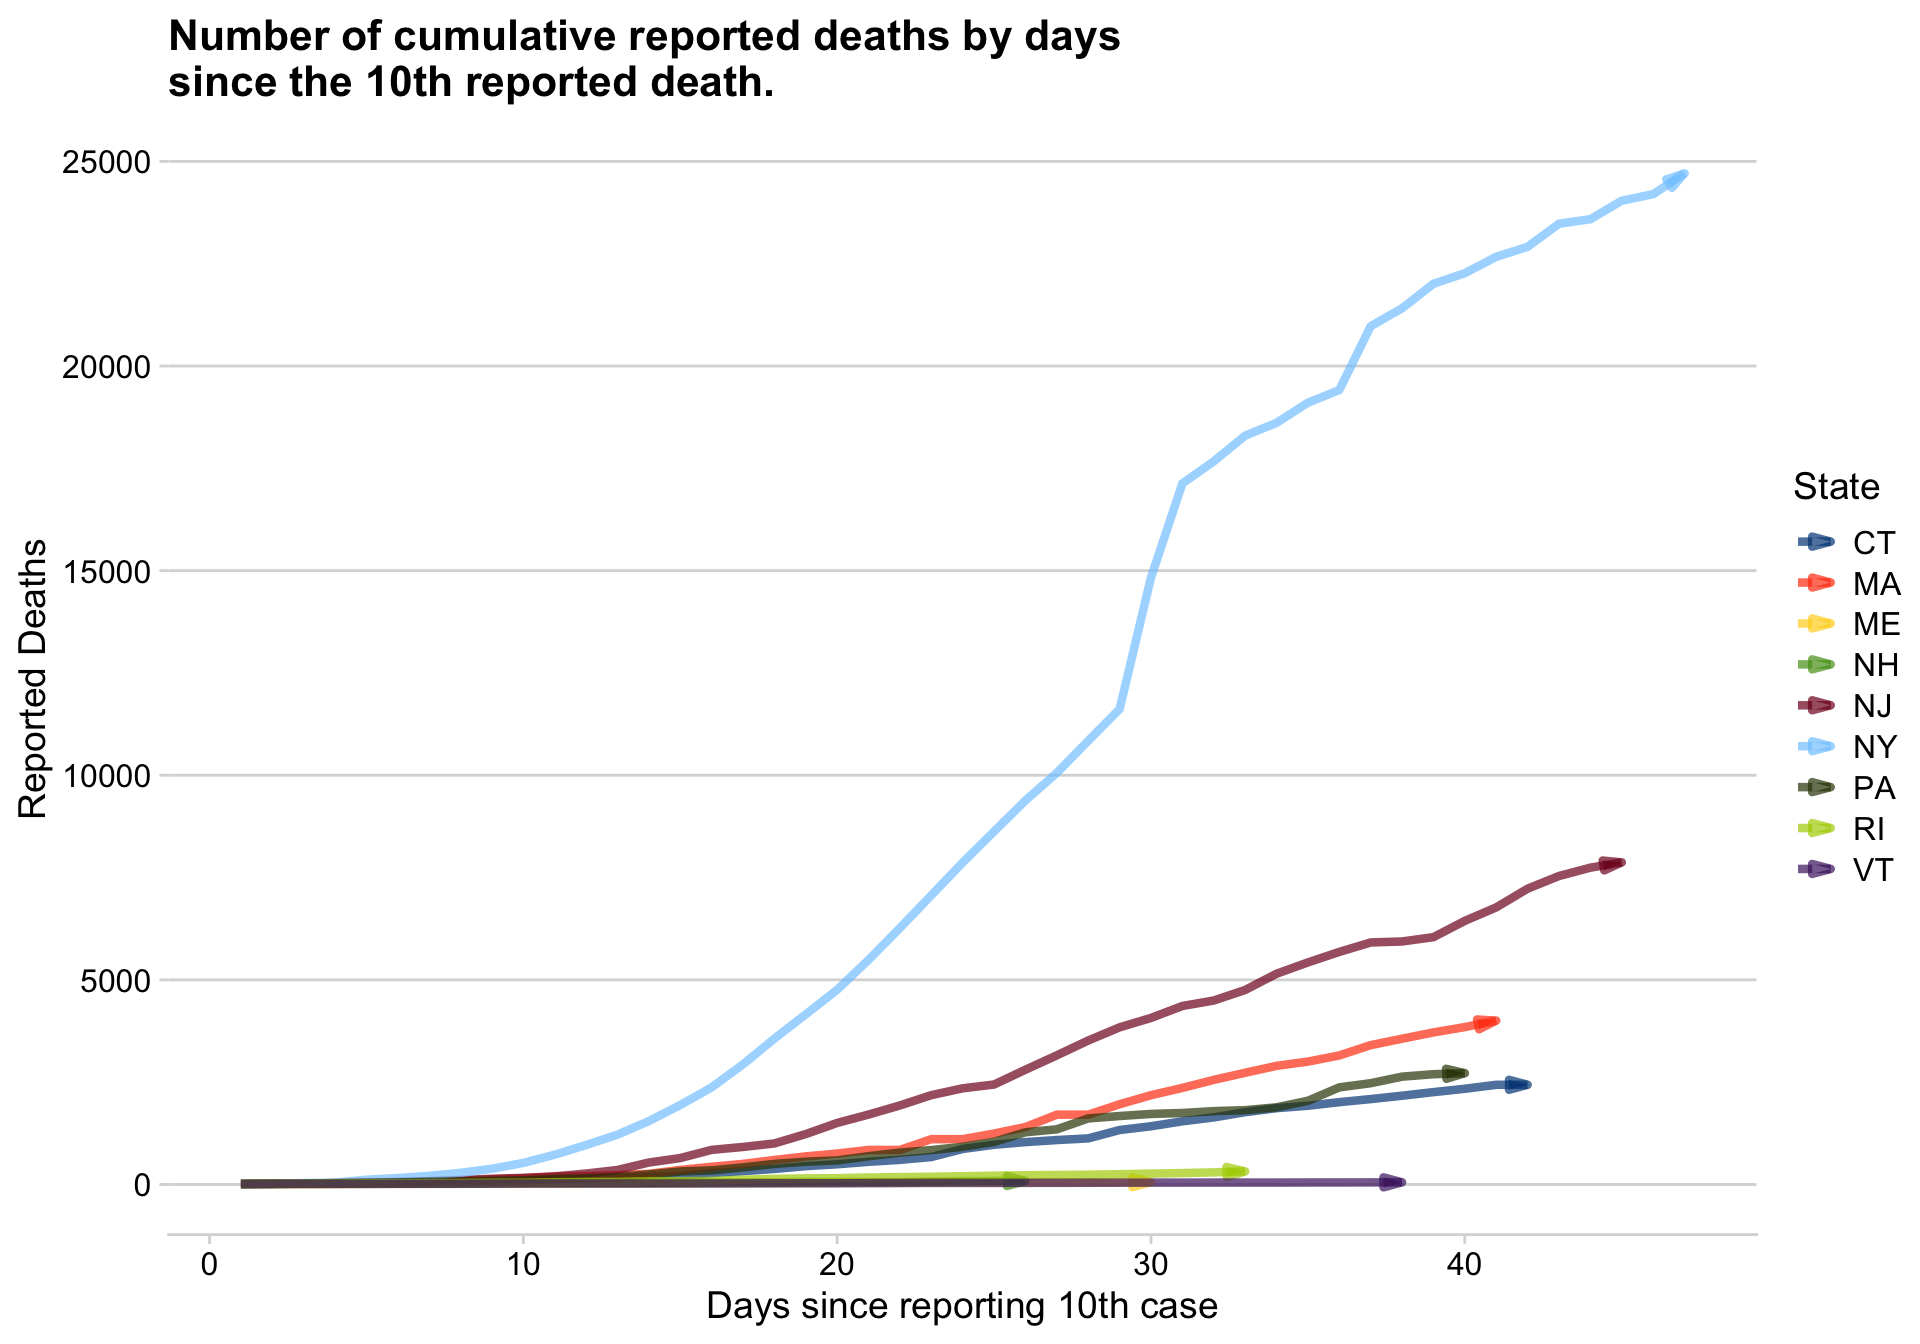 Number of cumulative reported deaths by days
since the 10th reported death.
25000
20000
15000
10000
5000
0
Reported Deaths
0 10 20 30 40
Days since reporting 10th case
State
CT
MA
ME
NH
NJ
NY
PA
RI
VT